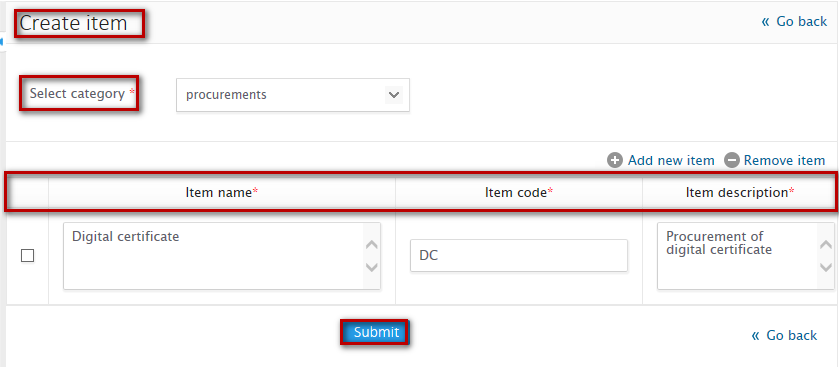 Create item
« Go back
Select category *
procurements
Add new item Remove item
Item name* Item code* Item description*
Digital certificate
DC
Procurement of
digital certificate
Submit
« Go back